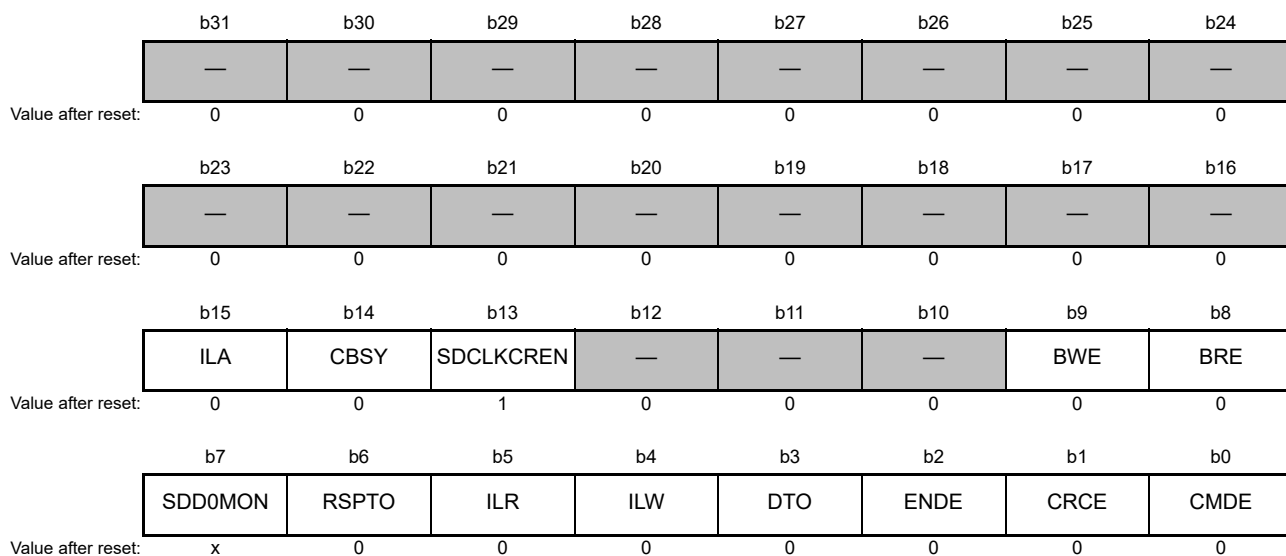 b31 b30 b29 b28 b27 b26 b25 b24
— — — — — — — —
Value after reset: 0 0 0 0 0 0 0 0
b23 b22 b21 b20 b19 b18 b17 b16
— — — — — — — —
Value after reset: 0 0 0 0 0 0 0 0
b15 b14 b13 b12 b11 b10 b9 b8
ILA CBSY SDCLKCREN — — — BWE BRE
Value after reset: 0 0 1 0 0 0 0 0
b7 b6 b5 b4 b3 b2 b1 b0
SDD0MON RSPTO ILR ILW DTO ENDE CRCE CMDE
Value after reset: x 0 0 0 0 0 0 0